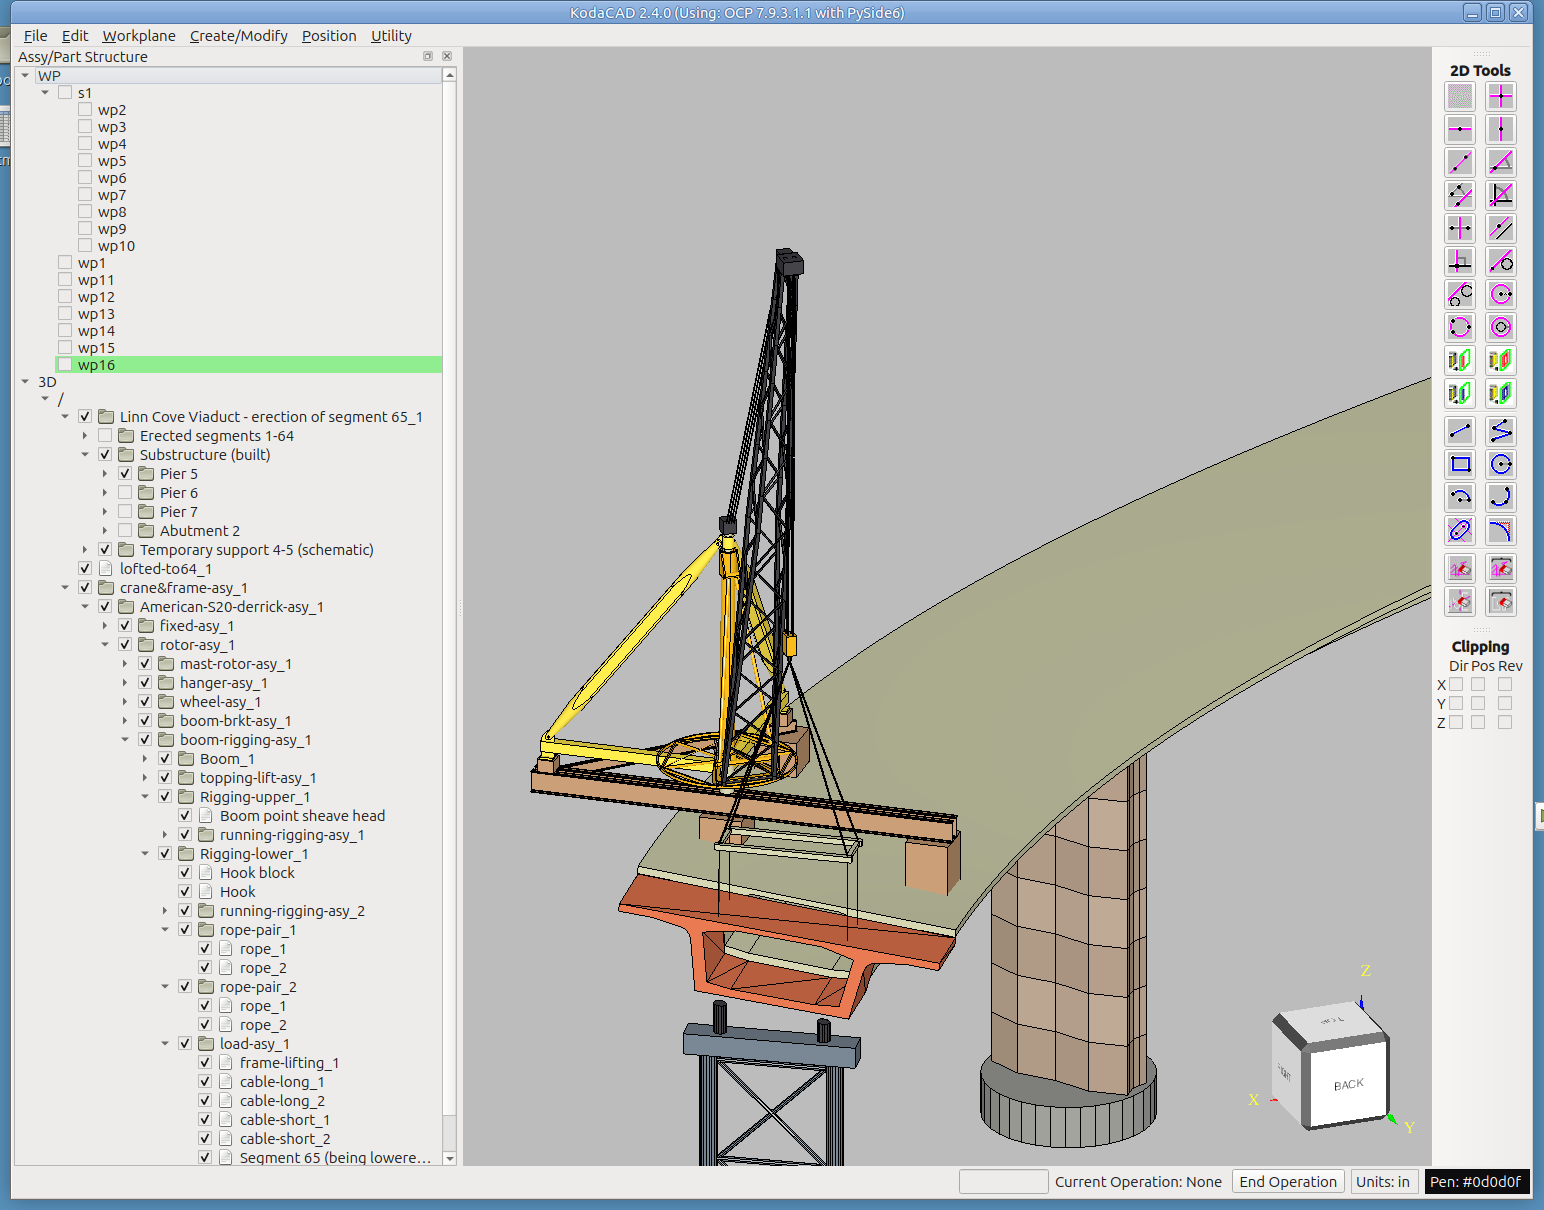 KodaCAD 2.4.0 (Using: OCP 7.9.3.1.1 with PySide6)
File Edit Workplane Create/Modify Position Utility
Assy/Part Structure
WP
s1
wp2
wp3
wp4
wp5
wp6
wp7
wp8
wp9
wp10
wp1
wp11
wp12
wp13
wp14
wp15
wp16
3D
/
Linn Cove Viaduct - erection of segment 65_1
Erected segments 1-64
Substructure (built)
Pier 5
Pier 6
Pier 7
Abutment 2
Temporary support 4-5 (schematic)
lofted-to64_1
crane&frame-asy_1
American-S20-derrick-asy_1
fixed-asy_1
rotor-asy_1
mast-rotor-asy_1
hanger-asy_1
wheel-asy_1
boom-brkt-asy_1
boom-rigging-asy_1
Boom_1
topping-lift-asy_1
Rigging-upper_1
Boom point sheave head
running-rigging-asy_1
Rigging-lower_1
Hook block
Hook
running-rigging-asy_2
rope-pair_1
rope_1
rope_2
rope-pair_2
rope_1
rope_2
load-asy_1
frame-lifting_1
cable-long_1
cable-long_2
cable-short_1
cable-short_2
Segment 65 (being lowere...
2D Tools
Clipping
Dir Pos Rev
X
Y
Z
Z
TOP
RIGHT
BACK
X
Y
Current Operation: None
End Operation
Units: in
Pen: #0d0d0f